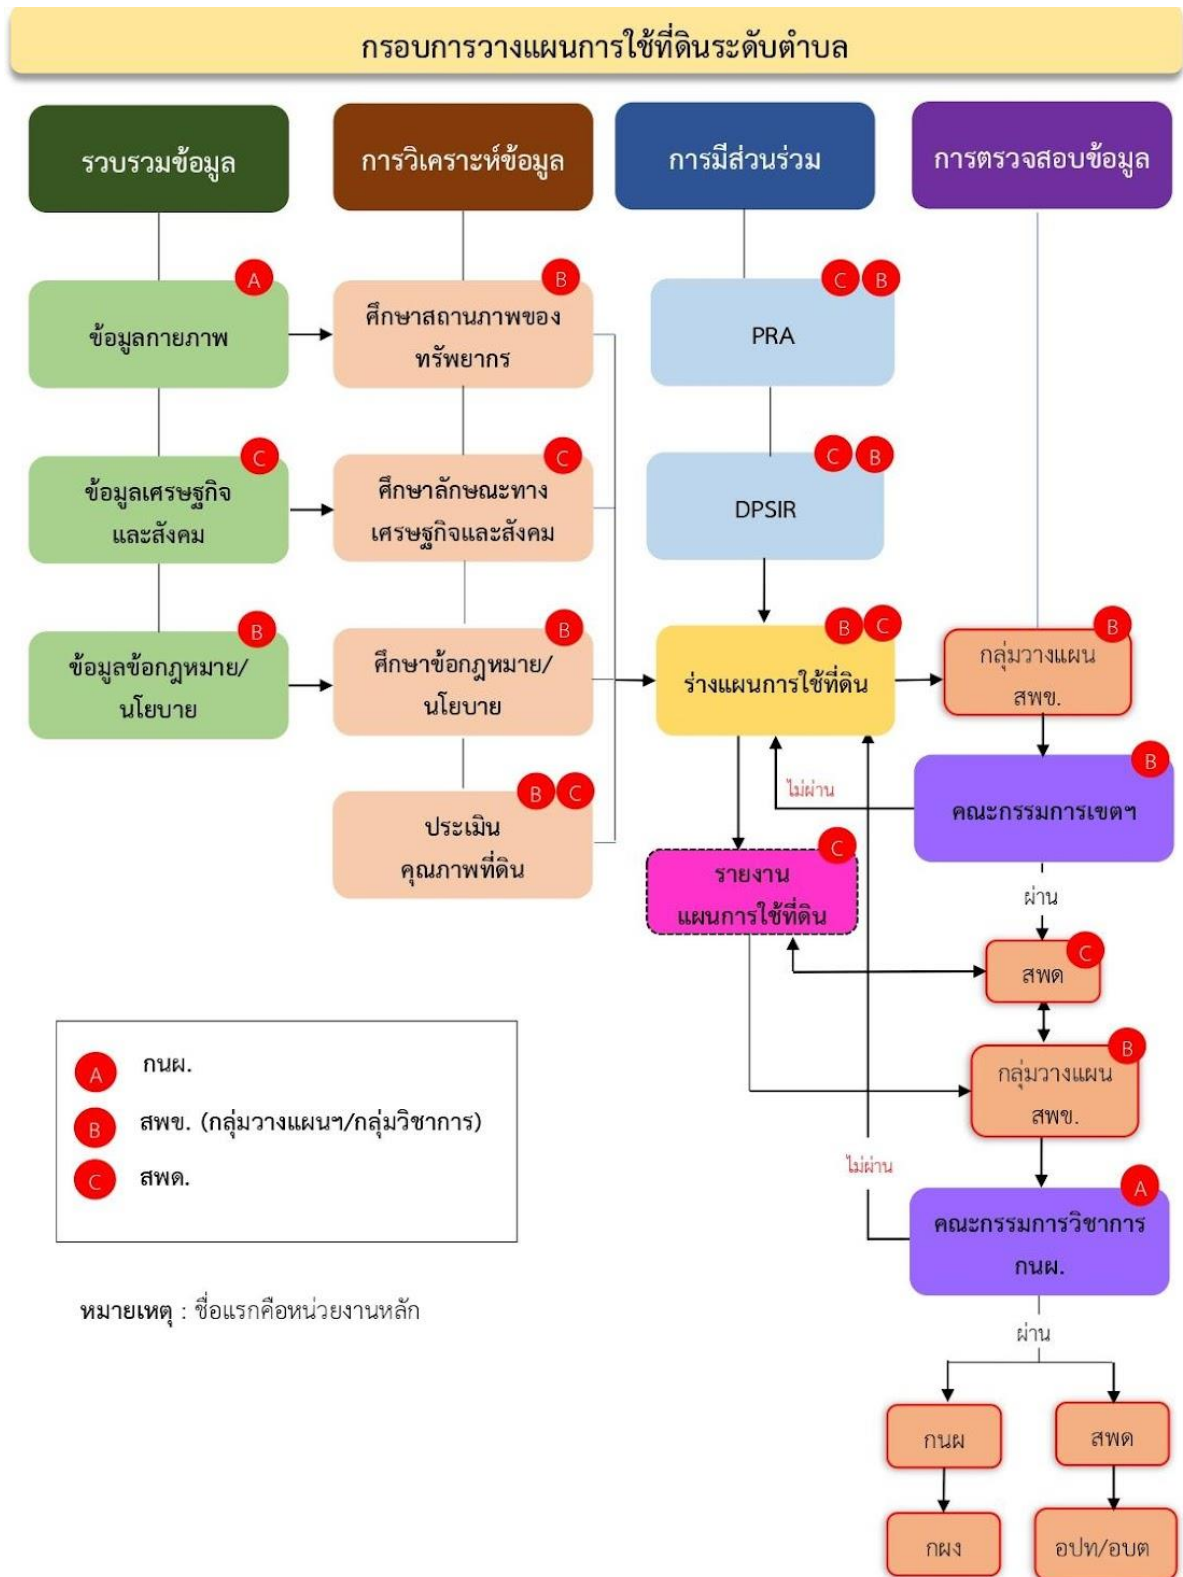 กรอบการวางแผนการใช้ที่ดินระดับตำบล
รวบรวมข้อมูล
การวิเคราะห์ข้อมูล
การมีส่วนร่วม
การตรวจสอบข้อมูล
A
ข้อมูลกายภาพ
B
ศึกษาสถานภาพของ
ทรัพยากร
C B
PRA
C
ข้อมูลเศรษฐกิจ
และสังคม
C
ศึกษาลักษณะทาง
เศรษฐกิจและสังคม
C B
DPSIR
B
ข้อมูลข้อกฎหมาย/
นโยบาย
B
ศึกษาข้อกฎหมาย/
นโยบาย
B C
ร่างแผนการใช้ที่ดิน
B
กลุ่มวางแผน
สพข.
B C
ประเมิน
คุณภาพที่ดิน
ไม่ผ่าน
B
คณะกรรมการเขตฯ
C
รายงาน
แผนการใช้ที่ดิน
ผ่าน
C
สพด
B
กลุ่มวางแผน
สพข.
A กนผ.
B สพข. (กลุ่มวางแผนฯ/กลุ่มวิชาการ)
C สพด.
ไม่ผ่าน
A
คณะกรรมการวิชาการ
กนผ.
หมายเหตุ : ชื่อแรกคือหน่วยงานหลัก
ผ่าน
กนผ
สพด
กผง
อปท/อบต